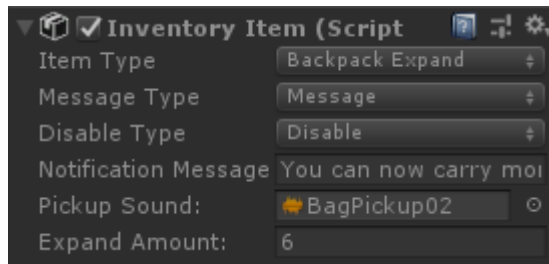 Inventory Item (Script
Item Type Backpack Expand
Message Type Message
Disable Type Disable
Notification Message You can now carry
Pickup Sound: BagPickup02
Expand Amount: 6